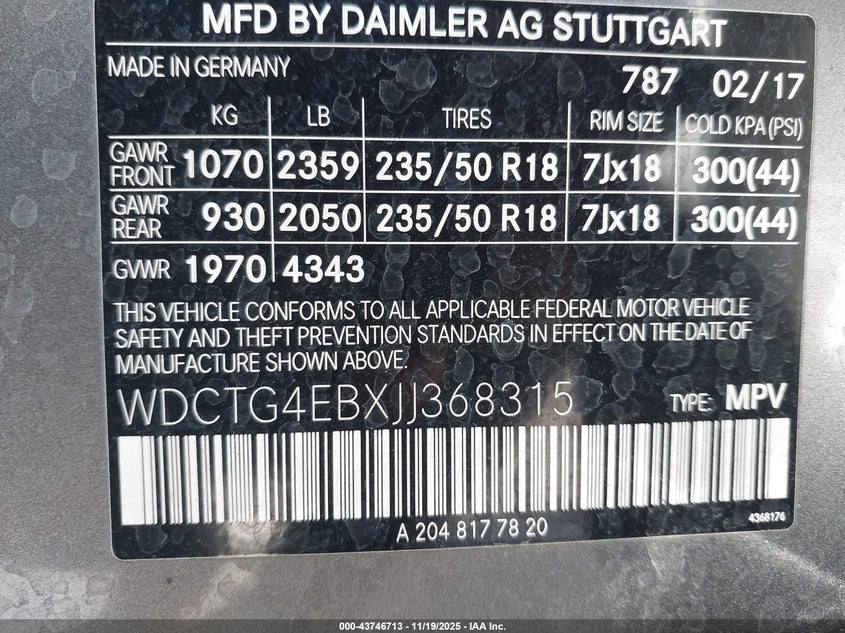 MFD BY DAIMLER AG STUTTGART
MADE IN GERMANY 787 02/17
KG LB TIRES RIM SIZE COLD KPA (PSI)
GAWR FRONT 1070 2359 235/50 R18 7Jx18 300(44)
GAWR REAR 930 2050 235/50 R18 7Jx18 300(44)
GVWR 1970 4343
THIS VEHICLE CONFORMS TO ALL APPLICABLE FEDERAL MOTOR VEHICLE
SAFETY AND THEFT PREVENTION STANDARDS IN EFFECT ON THE DATE OF
MANUFACTURE SHOWN ABOVE.
WDCTG4EBXJJ368315 TYPE: MPV
A 204 817 78 20 4368176
000-43746713 - 11/19/2025 - IAA Inc.